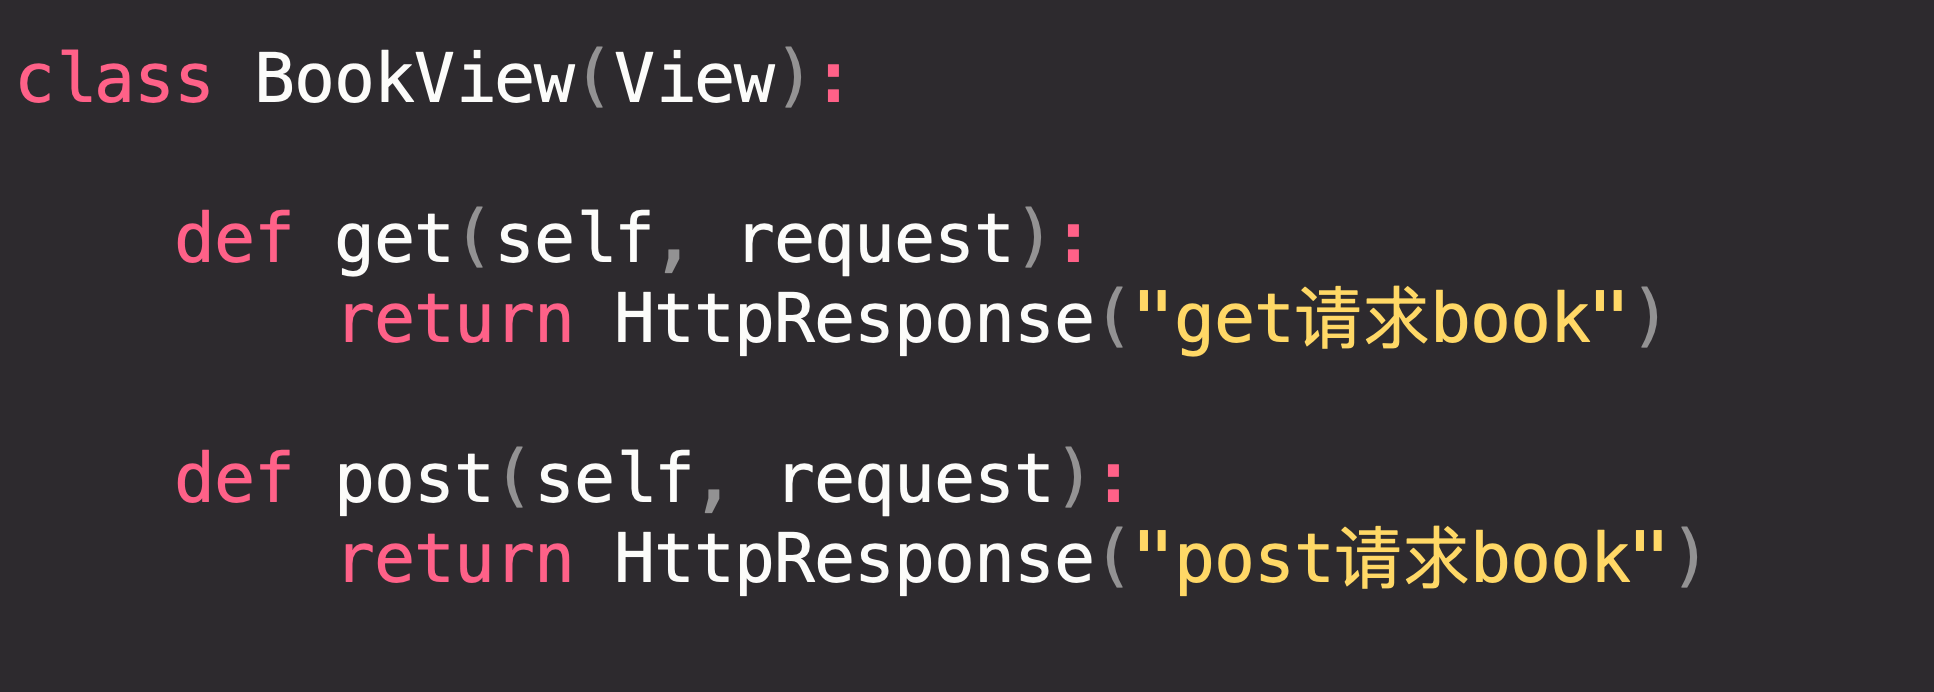 class BookView(View):
    def get(self, request):
        return HttpResponse("get请求book")
    def post(self, request):
        return HttpResponse("post请求book")